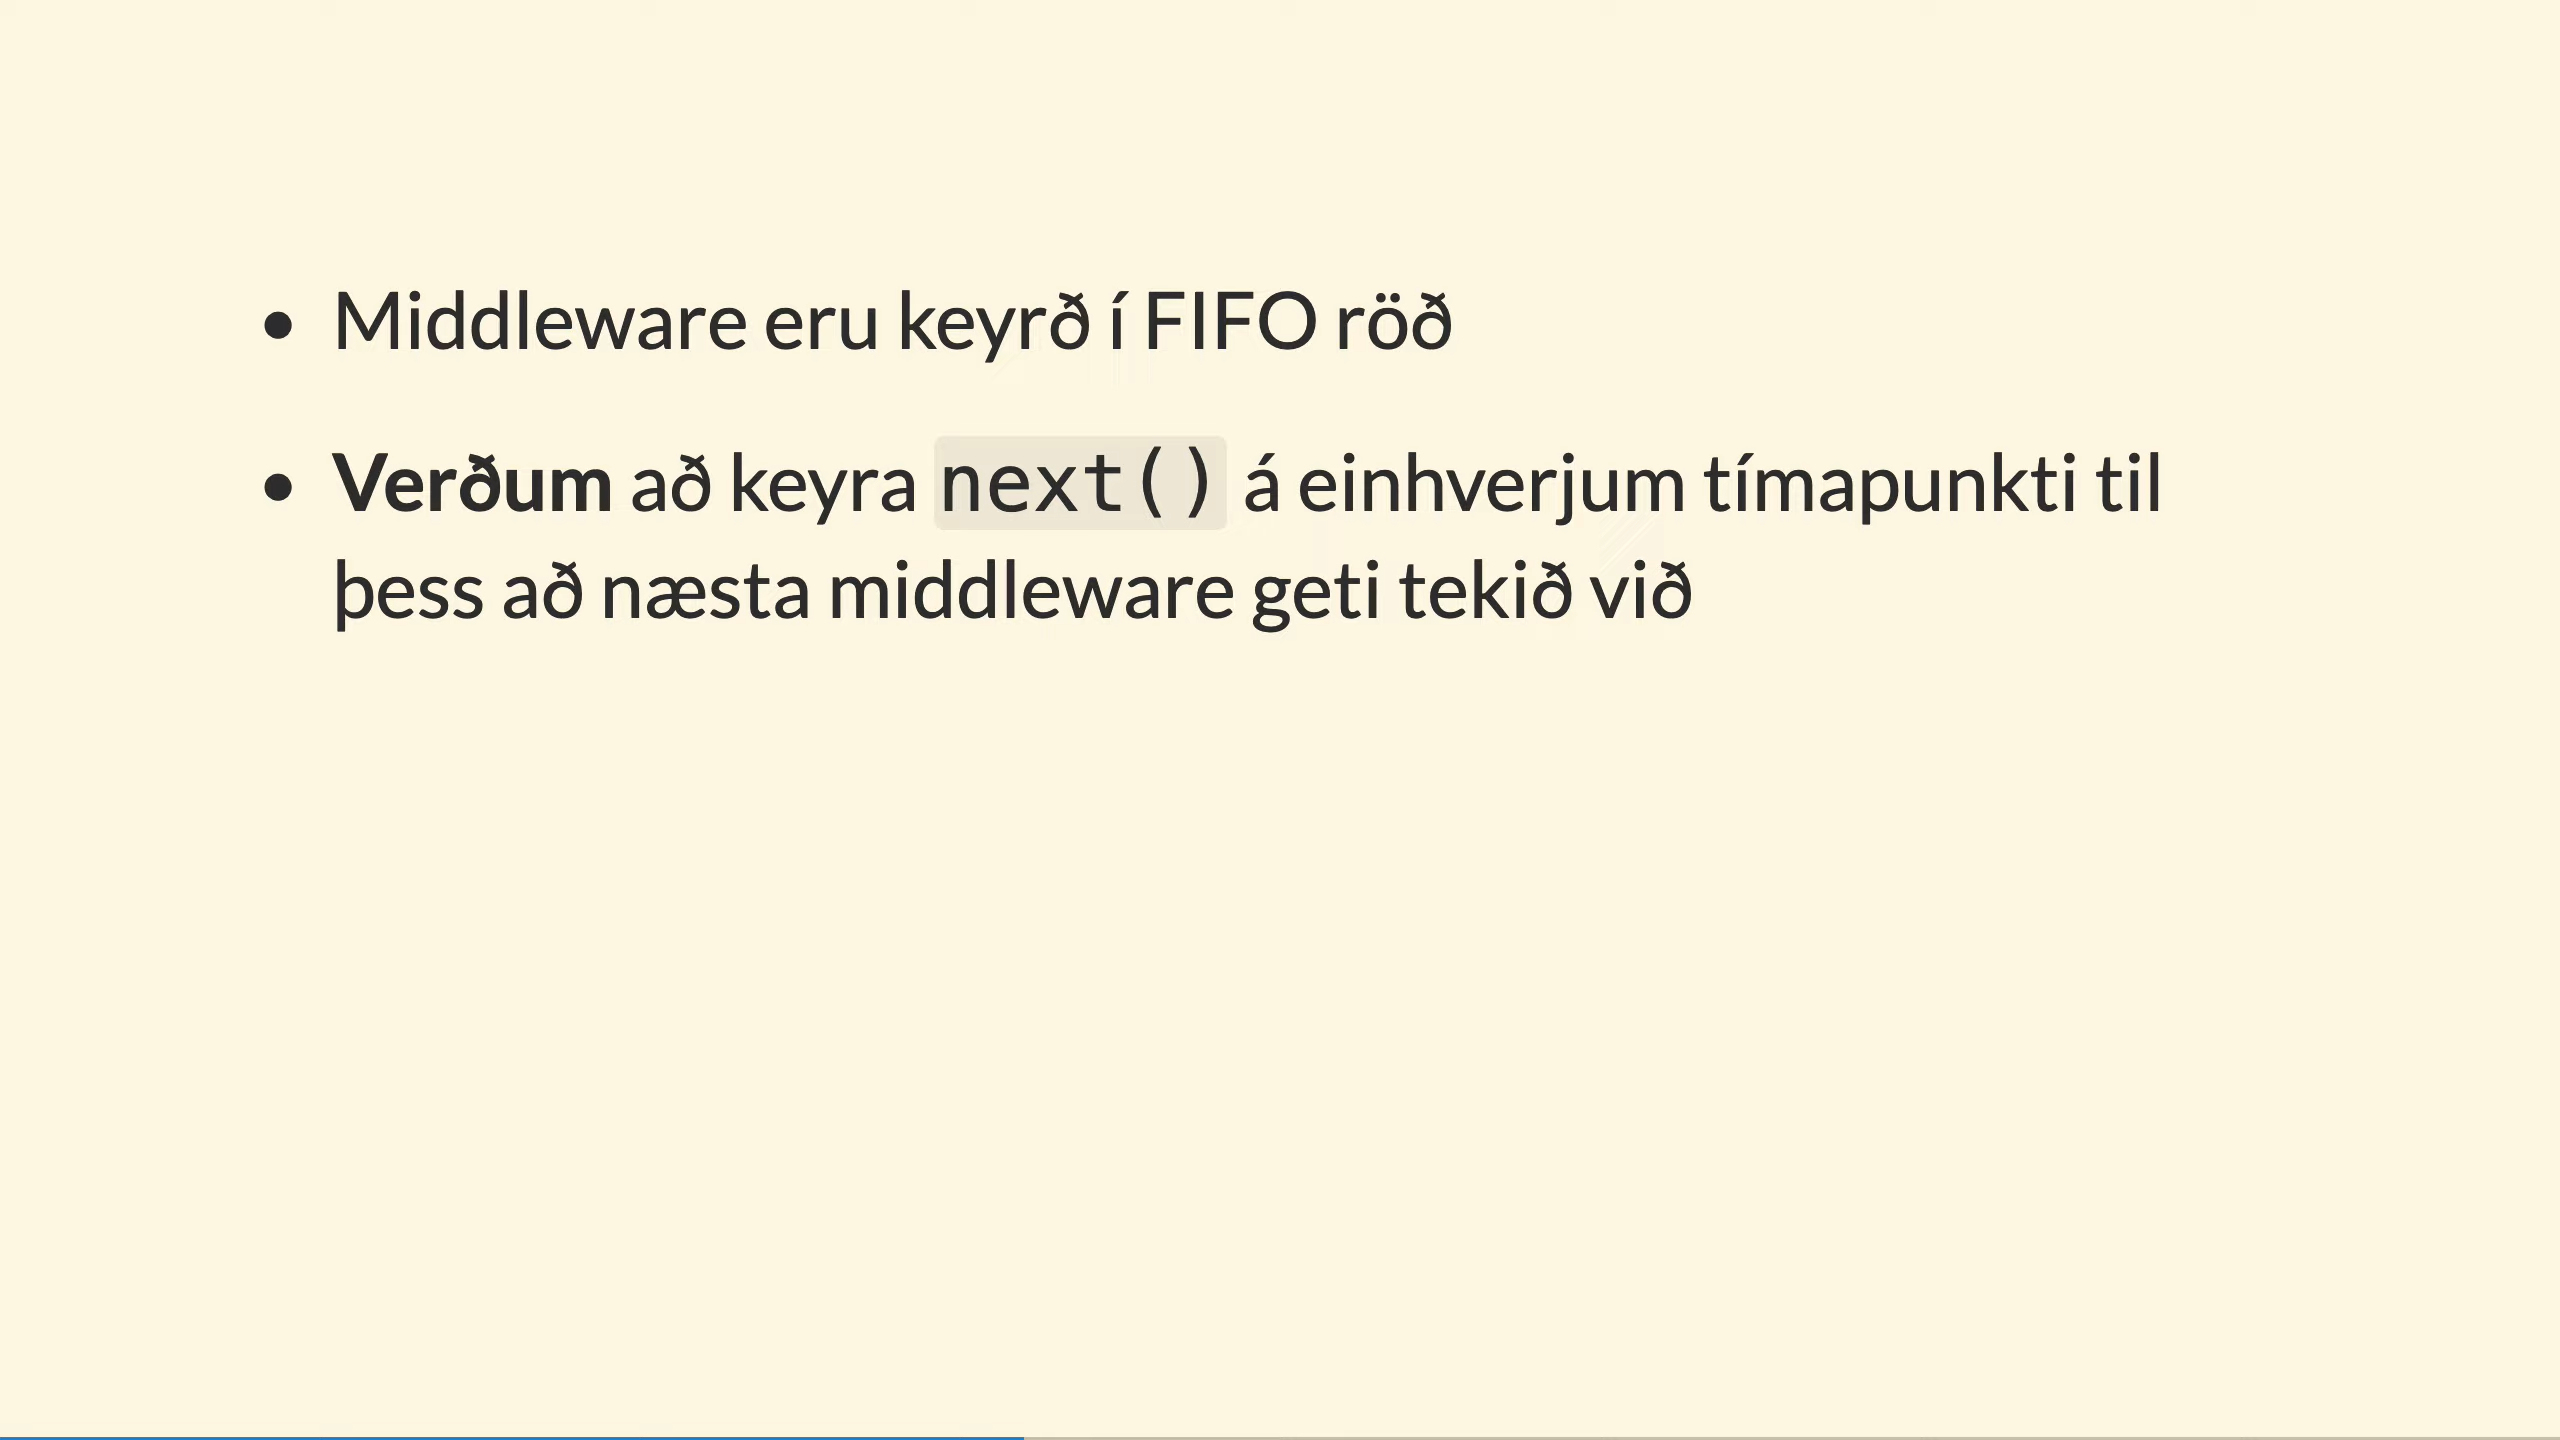 • Middleware eru keyrð í FIFO röð
• Verðum að keyra next() á einhverjum tímapunkti til
þess að næsta middleware geti tekið við